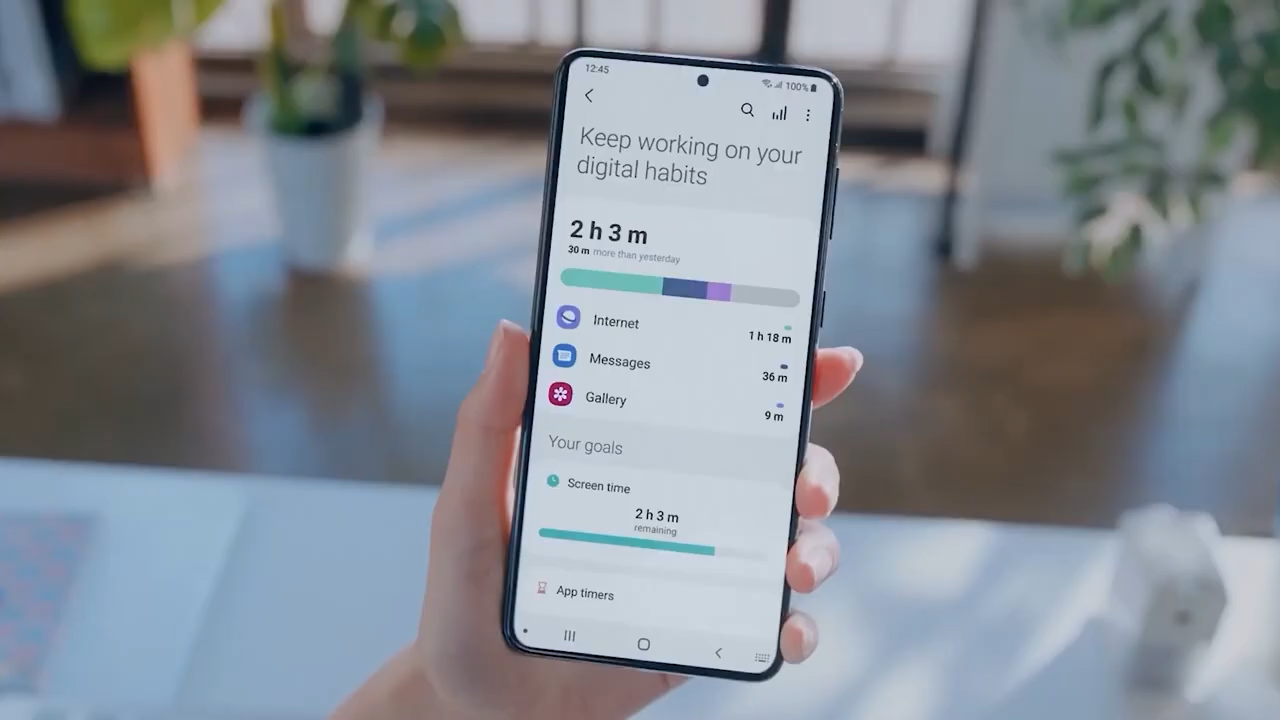 12:45
100%
Keep working on your
digital habits
2 h 3 m
30 m more than yesterday
Internet
1 h 18 m
Messages
36 m
Gallery
9 m
Your goals
Screen time
2 h 3 m
remaining
App timers